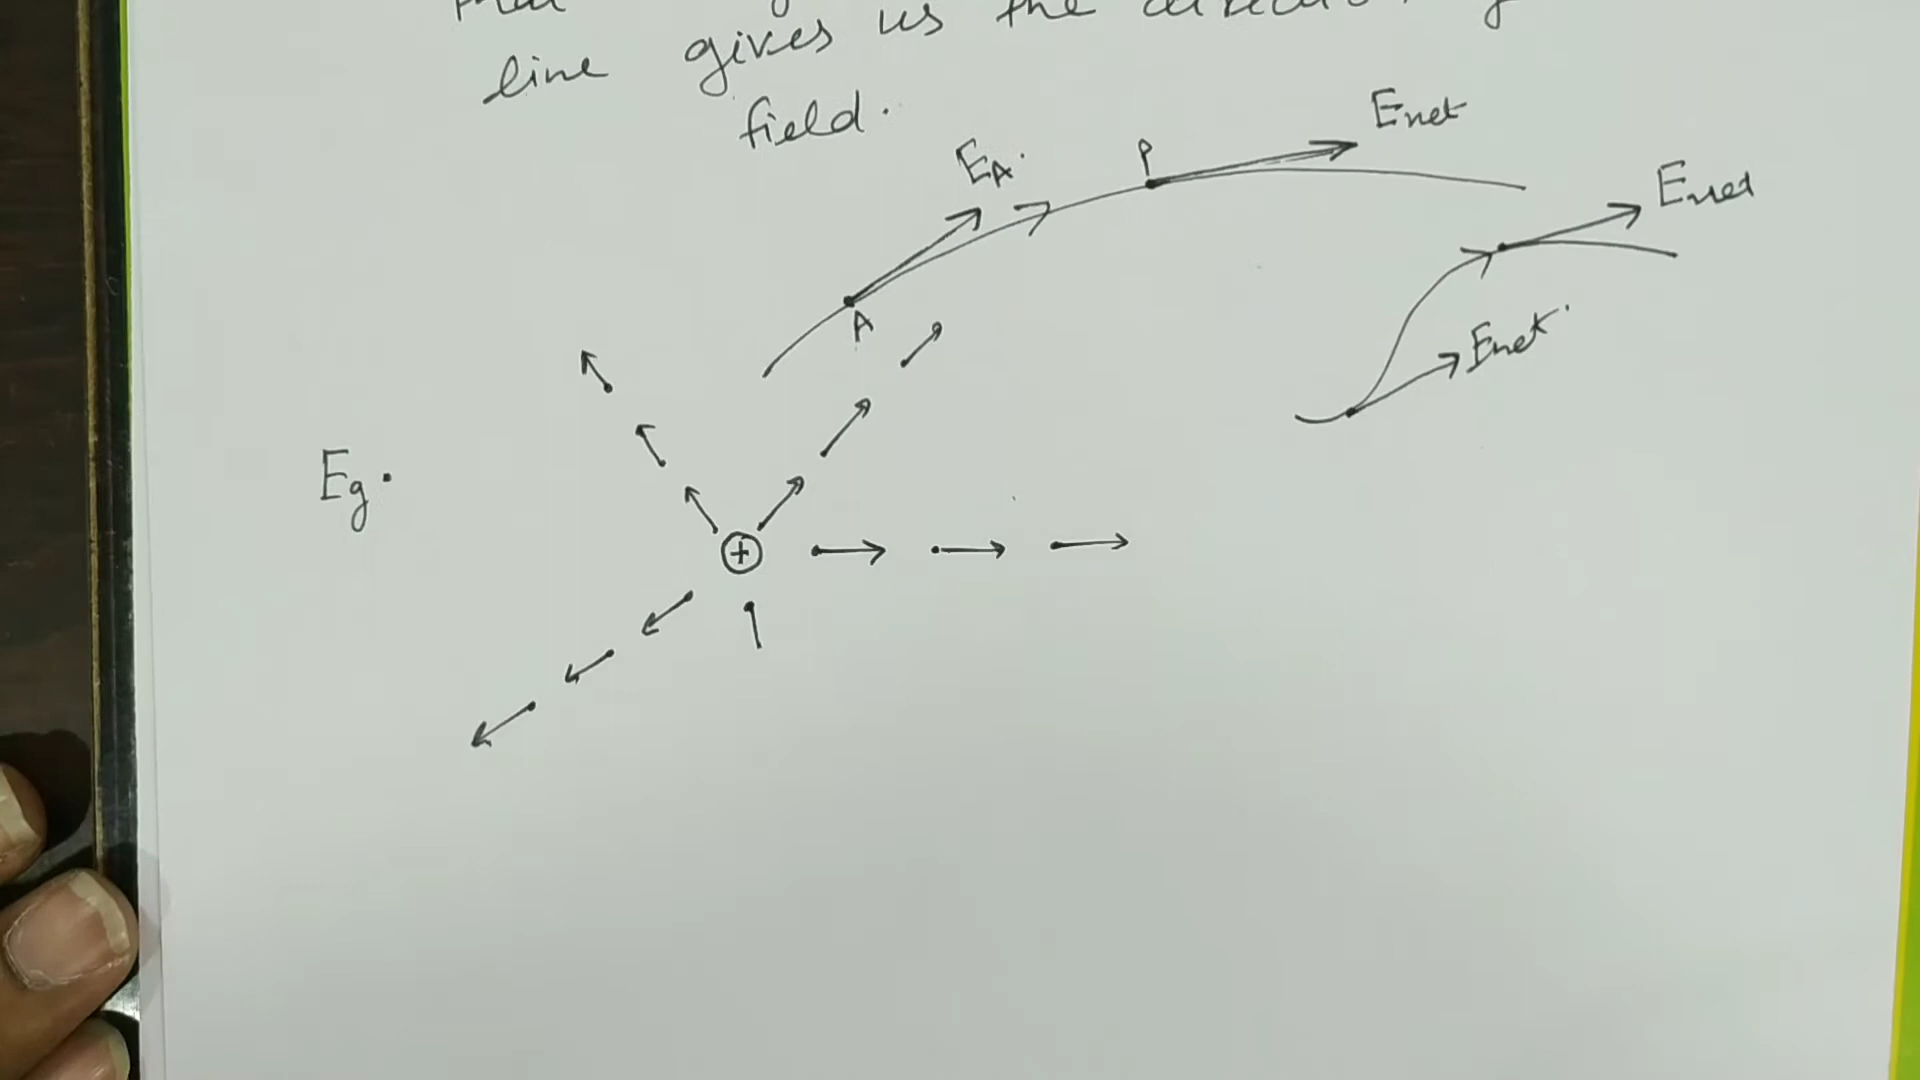 us the
line gives
field.
Enet
P
EA.
Enet
A
Enet.
Eg.
+